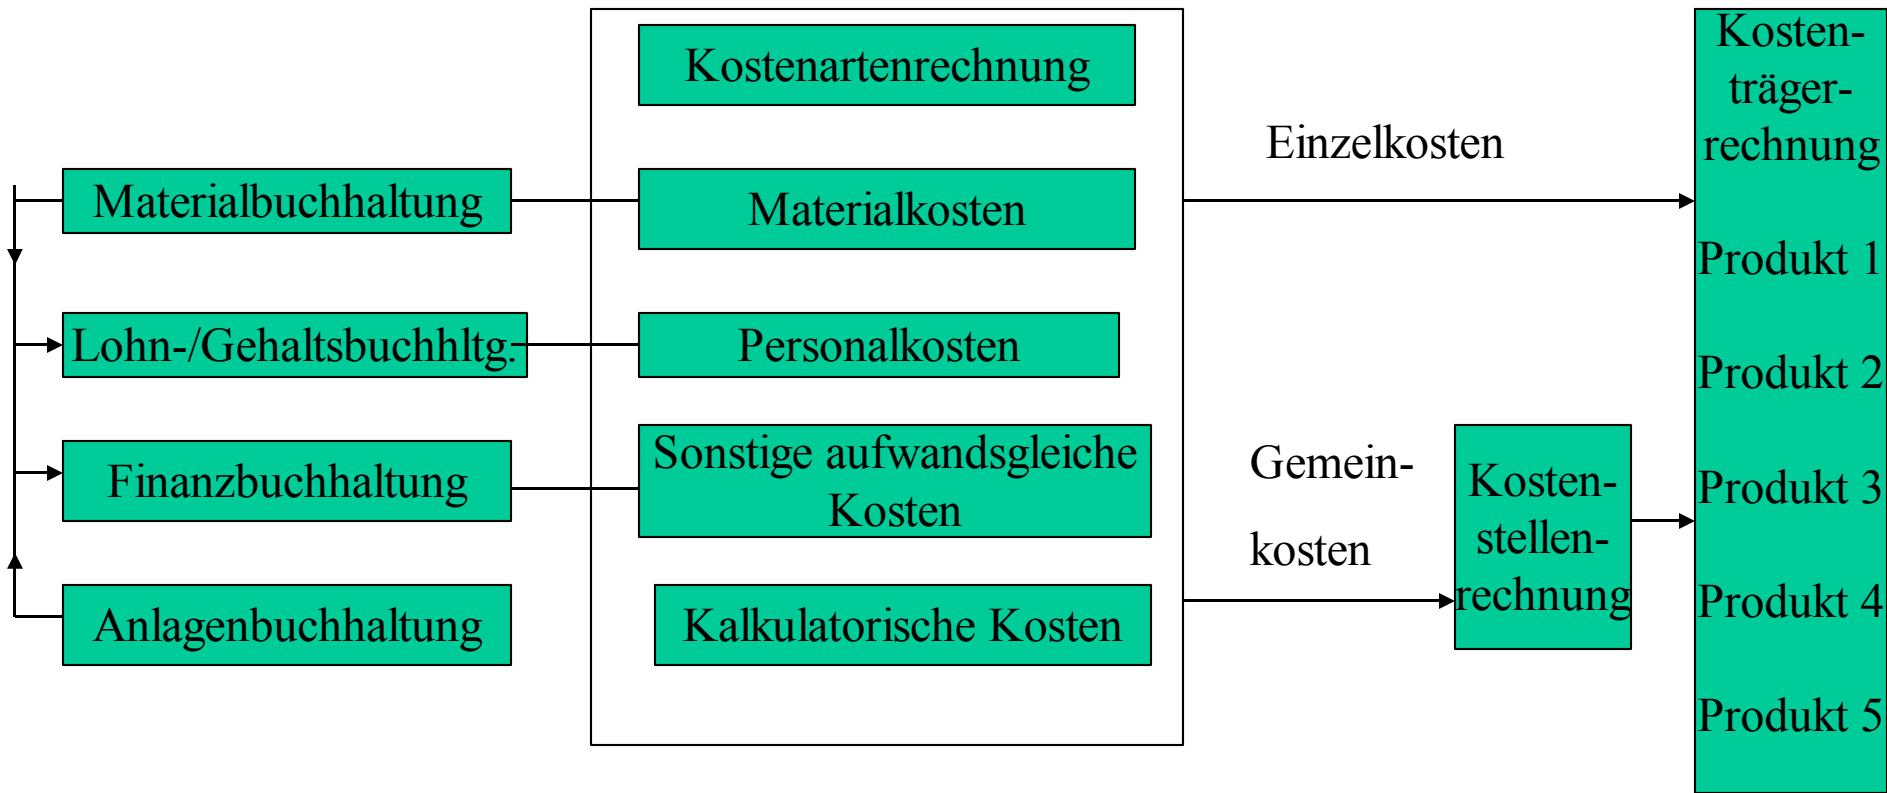 Materialbuchhaltung
Lohn-/Gehaltsbuchhltg.
Finanzbuchhaltung
Anlagenbuchhaltung
Kostenartenrechnung
Materialkosten
Personalkosten
Sonstige aufwandsgleiche
Kosten
Kalkulatorische Kosten
Einzelkosten
Gemein-
kosten
Kosten-
stellen-
rechnung
Kosten-
träger-
rechnung
Produkt 1
Produkt 2
Produkt 3
Produkt 4
Produkt 5